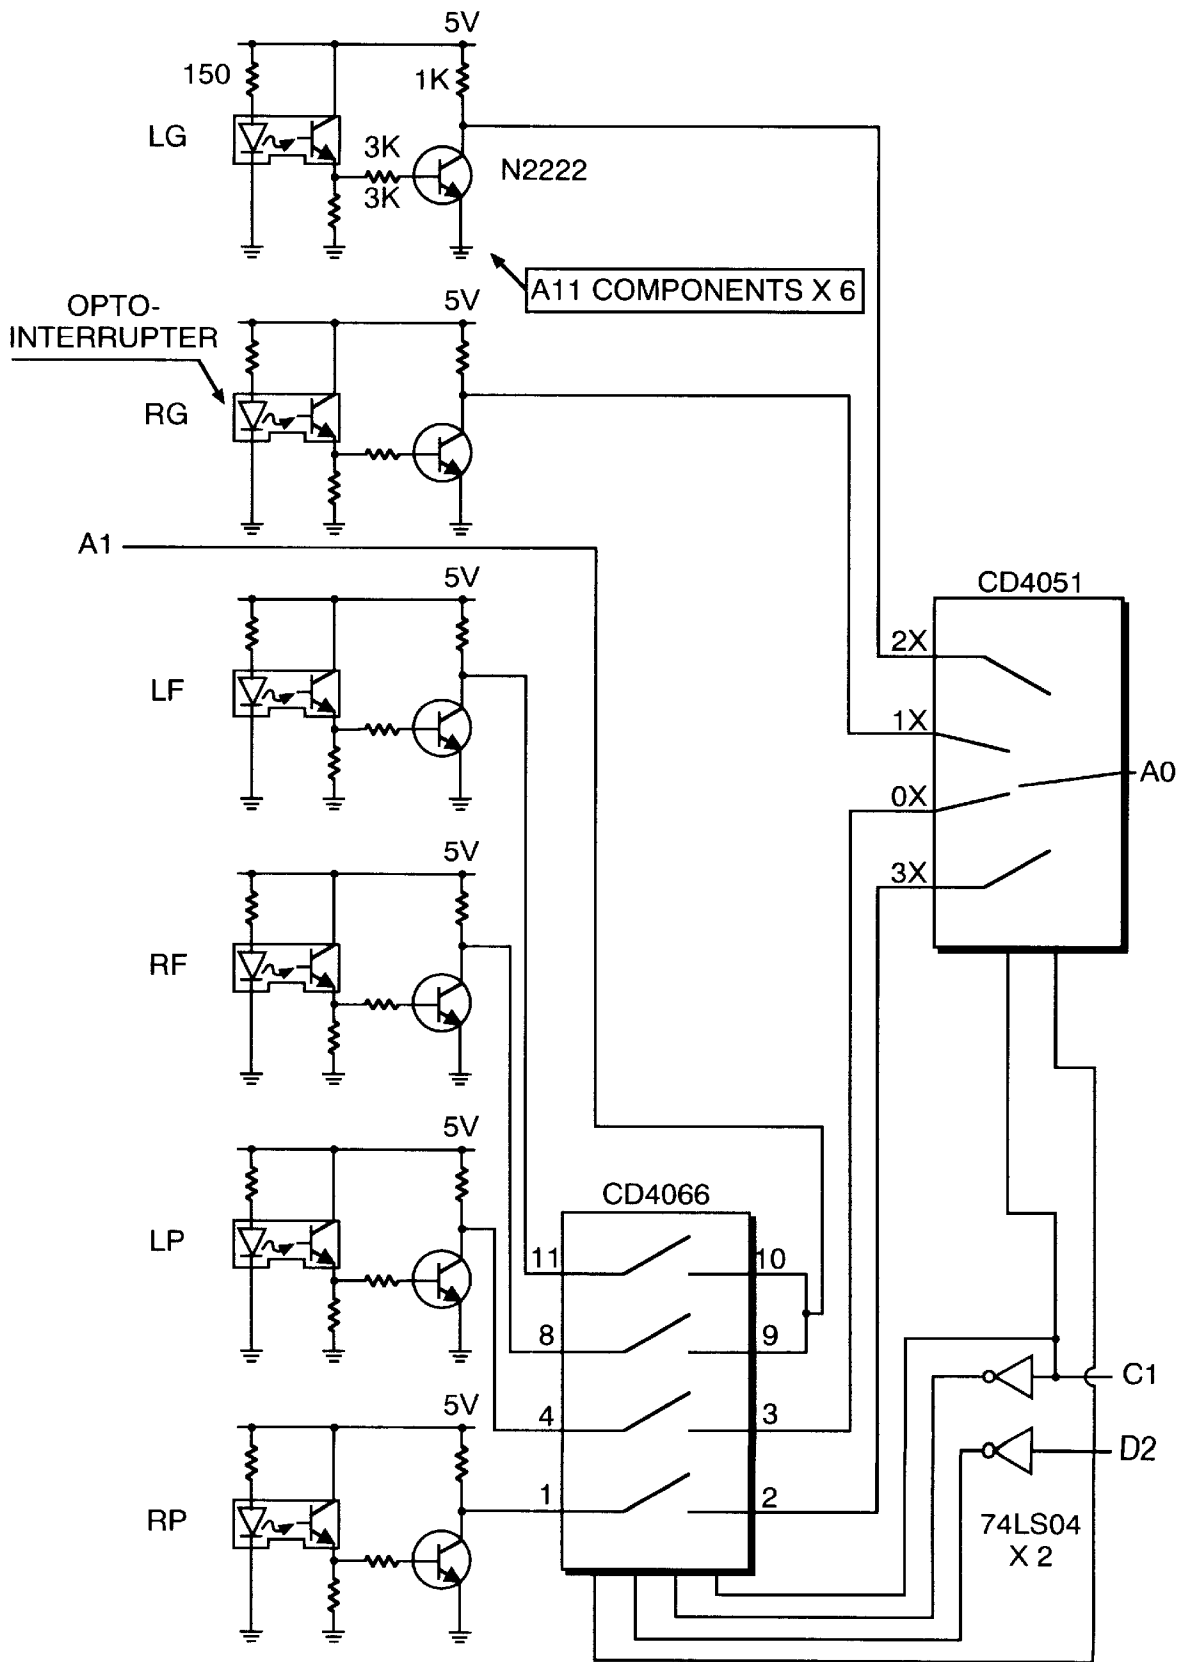 5V
150
1K
LG
3K
3K
N2222
A11 COMPONENTS X 6
OPTO-
INTERRUPTER
5V
RG
A1
5V
LF
CD4051
2X
1X
0X
3X
A0
5V
RF
5V
LP
CD4066
11
10
8
9
4
3
1
2
C1
D2
74LS04
X 2
5V
RP